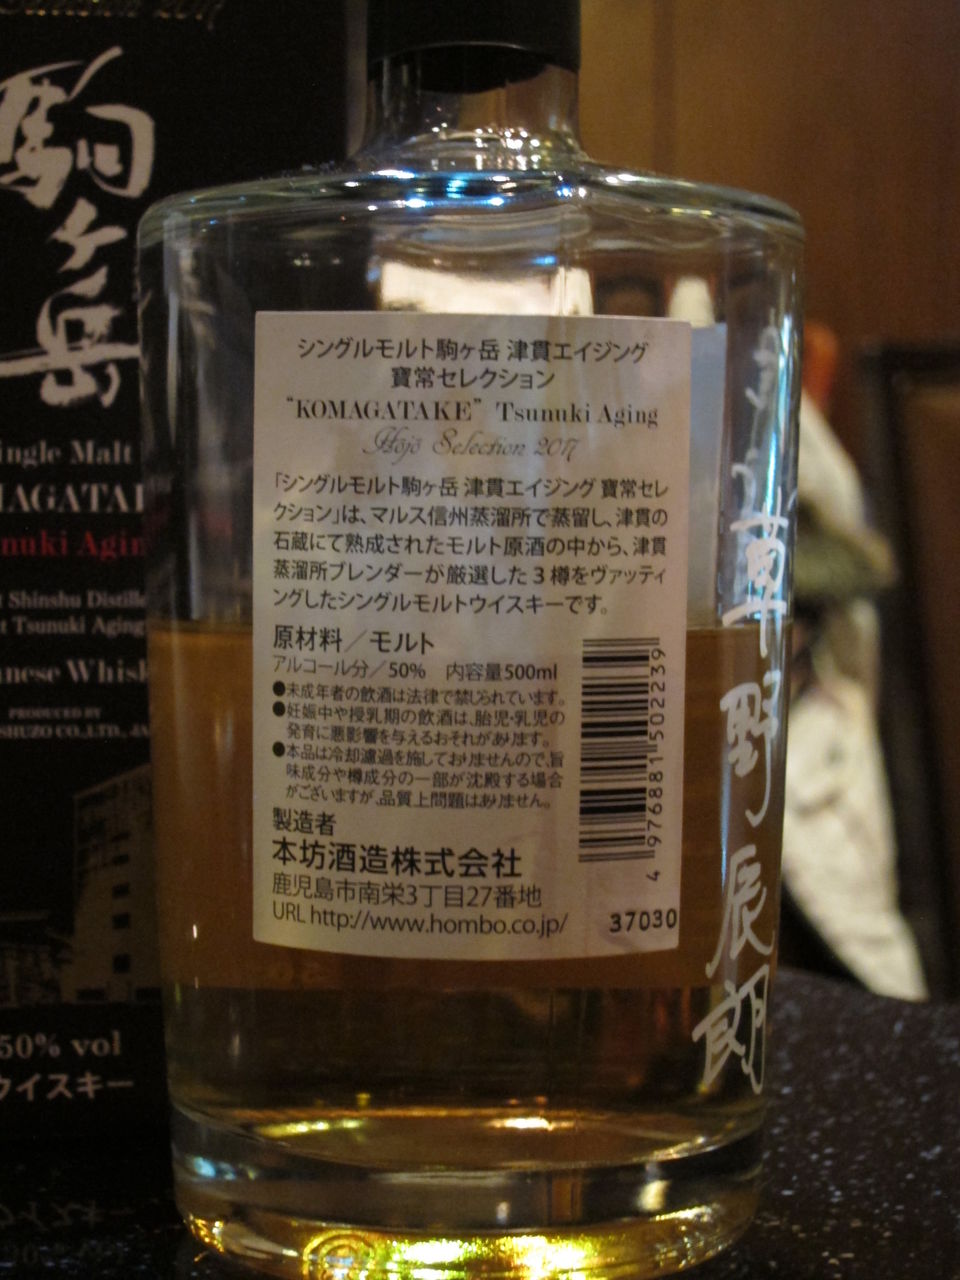 駒ヶ岳
ingle Malt
MAGATA
nuki Agin
t Shinshu Distille
t Tsunuki Aging
nese Whisk
PRODUCED BY
SHUZO CO.,LTD., JA
50% vol
ウイスキー
シングルモルト駒ヶ岳 津貫エイジング
寶常セレクション
"KOMAGATAKE" Tsunuki Aging
Hōjō Selection 2017
「シングルモルト駒ヶ岳 津貫エイジング 寶常セレ
クション」は、マルス信州蒸溜所で蒸留し、津貫の
石蔵にて熟成されたモルト原酒の中から、津貫
蒸溜所ブレンダーが厳選した3樽をヴァッティ
ングしたシングルモルトウイスキーです。
原材料／モルト
アルコール分／50% 内容量500ml
●未成年者の飲酒は法律で禁じられています。
●妊娠中や授乳期の飲酒は、胎児・乳児の
発育に悪影響を与えるおそれがあります。
●本品は冷却濾過を施しておりませんので、旨
味成分や樽成分の一部が沈殿する場合
がございますが、品質上問題はありません。
製造者
本坊酒造株式会社
鹿児島市南栄3丁目27番地
URL http://www.hombo.co.jp/
37030
4 976881 502239
草野辰朗